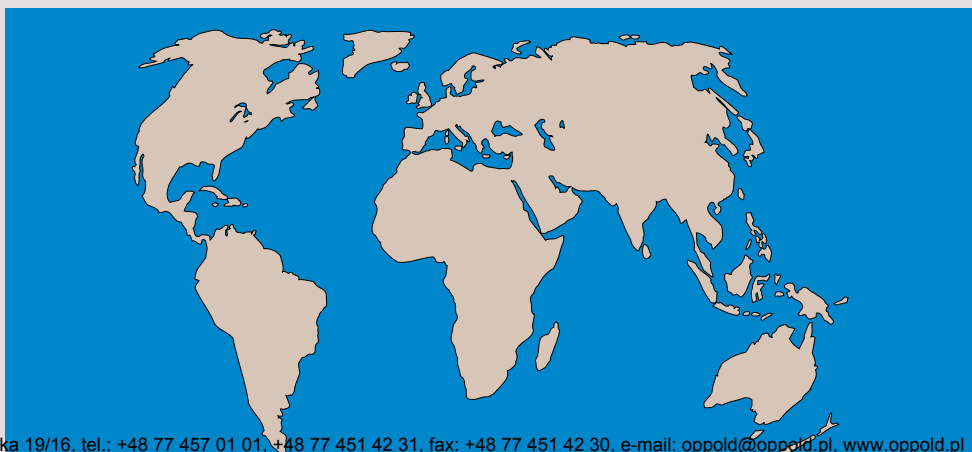 ka 19/16, tel.: +48 77 457 01 01, +48 77 451 42 31, fax: +48 77 451 42 30, e-mail: oppold@oppold.pl, www.oppold.pl